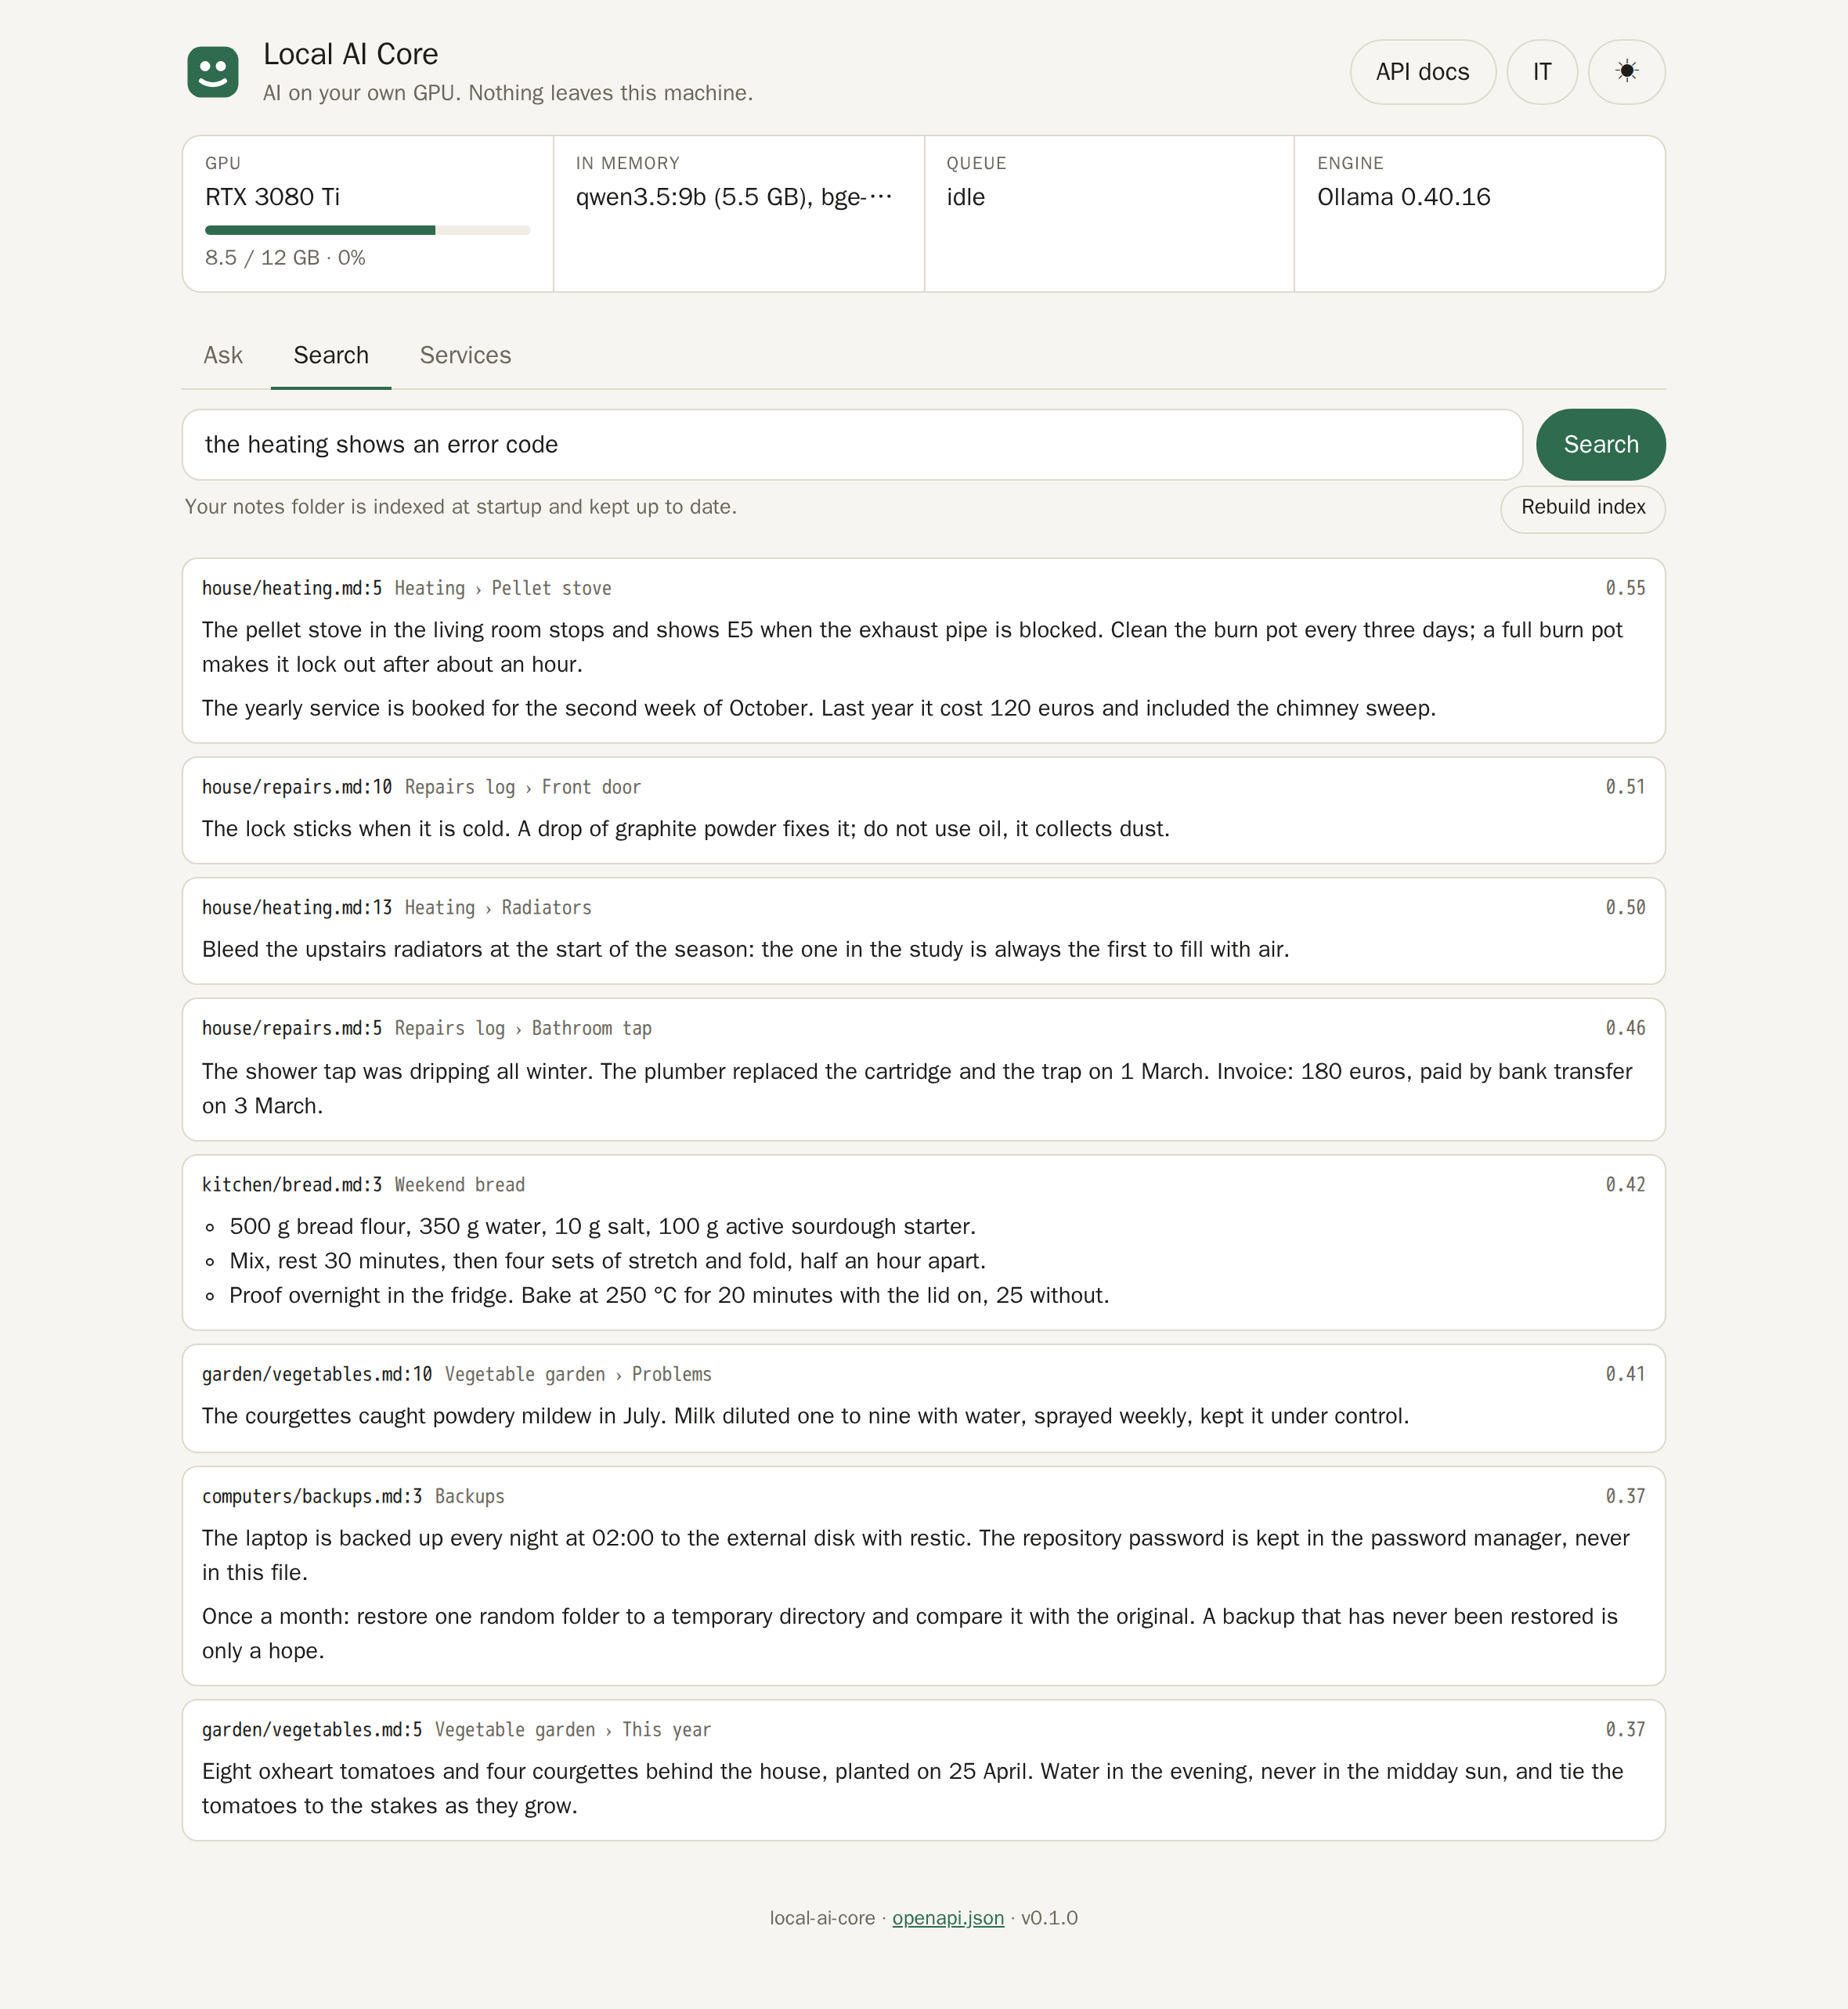 Local AI Core
AI on your own GPU. Nothing leaves this machine.
API docs
IT
GPU
RTX 3080 Ti
8.5 / 12 GB · 0%
IN MEMORY
qwen3.5:9b (5.5 GB), bge-…
QUEUE
idle
ENGINE
Ollama 0.40.16
Ask
Search
Services
the heating shows an error code
Search
Your notes folder is indexed at startup and kept up to date.
Rebuild index
house/heating.md:5 Heating › Pellet stove 0.55
The pellet stove in the living room stops and shows E5 when the exhaust pipe is blocked. Clean the burn pot every three days; a full burn pot
makes it lock out after about an hour.
The yearly service is booked for the second week of October. Last year it cost 120 euros and included the chimney sweep.
house/repairs.md:10 Repairs log › Front door 0.51
The lock sticks when it is cold. A drop of graphite powder fixes it; do not use oil, it collects dust.
house/heating.md:13 Heating › Radiators 0.50
Bleed the upstairs radiators at the start of the season: the one in the study is always the first to fill with air.
house/repairs.md:5 Repairs log › Bathroom tap 0.46
The shower tap was dripping all winter. The plumber replaced the cartridge and the trap on 1 March. Invoice: 180 euros, paid by bank transfer
on 3 March.
kitchen/bread.md:3 Weekend bread 0.42
◦ 500 g bread flour, 350 g water, 10 g salt, 100 g active sourdough starter.
◦ Mix, rest 30 minutes, then four sets of stretch and fold, half an hour apart.
◦ Proof overnight in the fridge. Bake at 250 °C for 20 minutes with the lid on, 25 without.
garden/vegetables.md:10 Vegetable garden › Problems 0.41
The courgettes caught powdery mildew in July. Milk diluted one to nine with water, sprayed weekly, kept it under control.
computers/backups.md:3 Backups 0.37
The laptop is backed up every night at 02:00 to the external disk with restic. The repository password is kept in the password manager, never
in this file.
Once a month: restore one random folder to a temporary directory and compare it with the original. A backup that has never been restored is
only a hope.
garden/vegetables.md:5 Vegetable garden › This year 0.37
Eight oxheart tomatoes and four courgettes behind the house, planted on 25 April. Water in the evening, never in the midday sun, and tie the
tomatoes to the stakes as they grow.
local-ai-core · openapi.json · v0.1.0